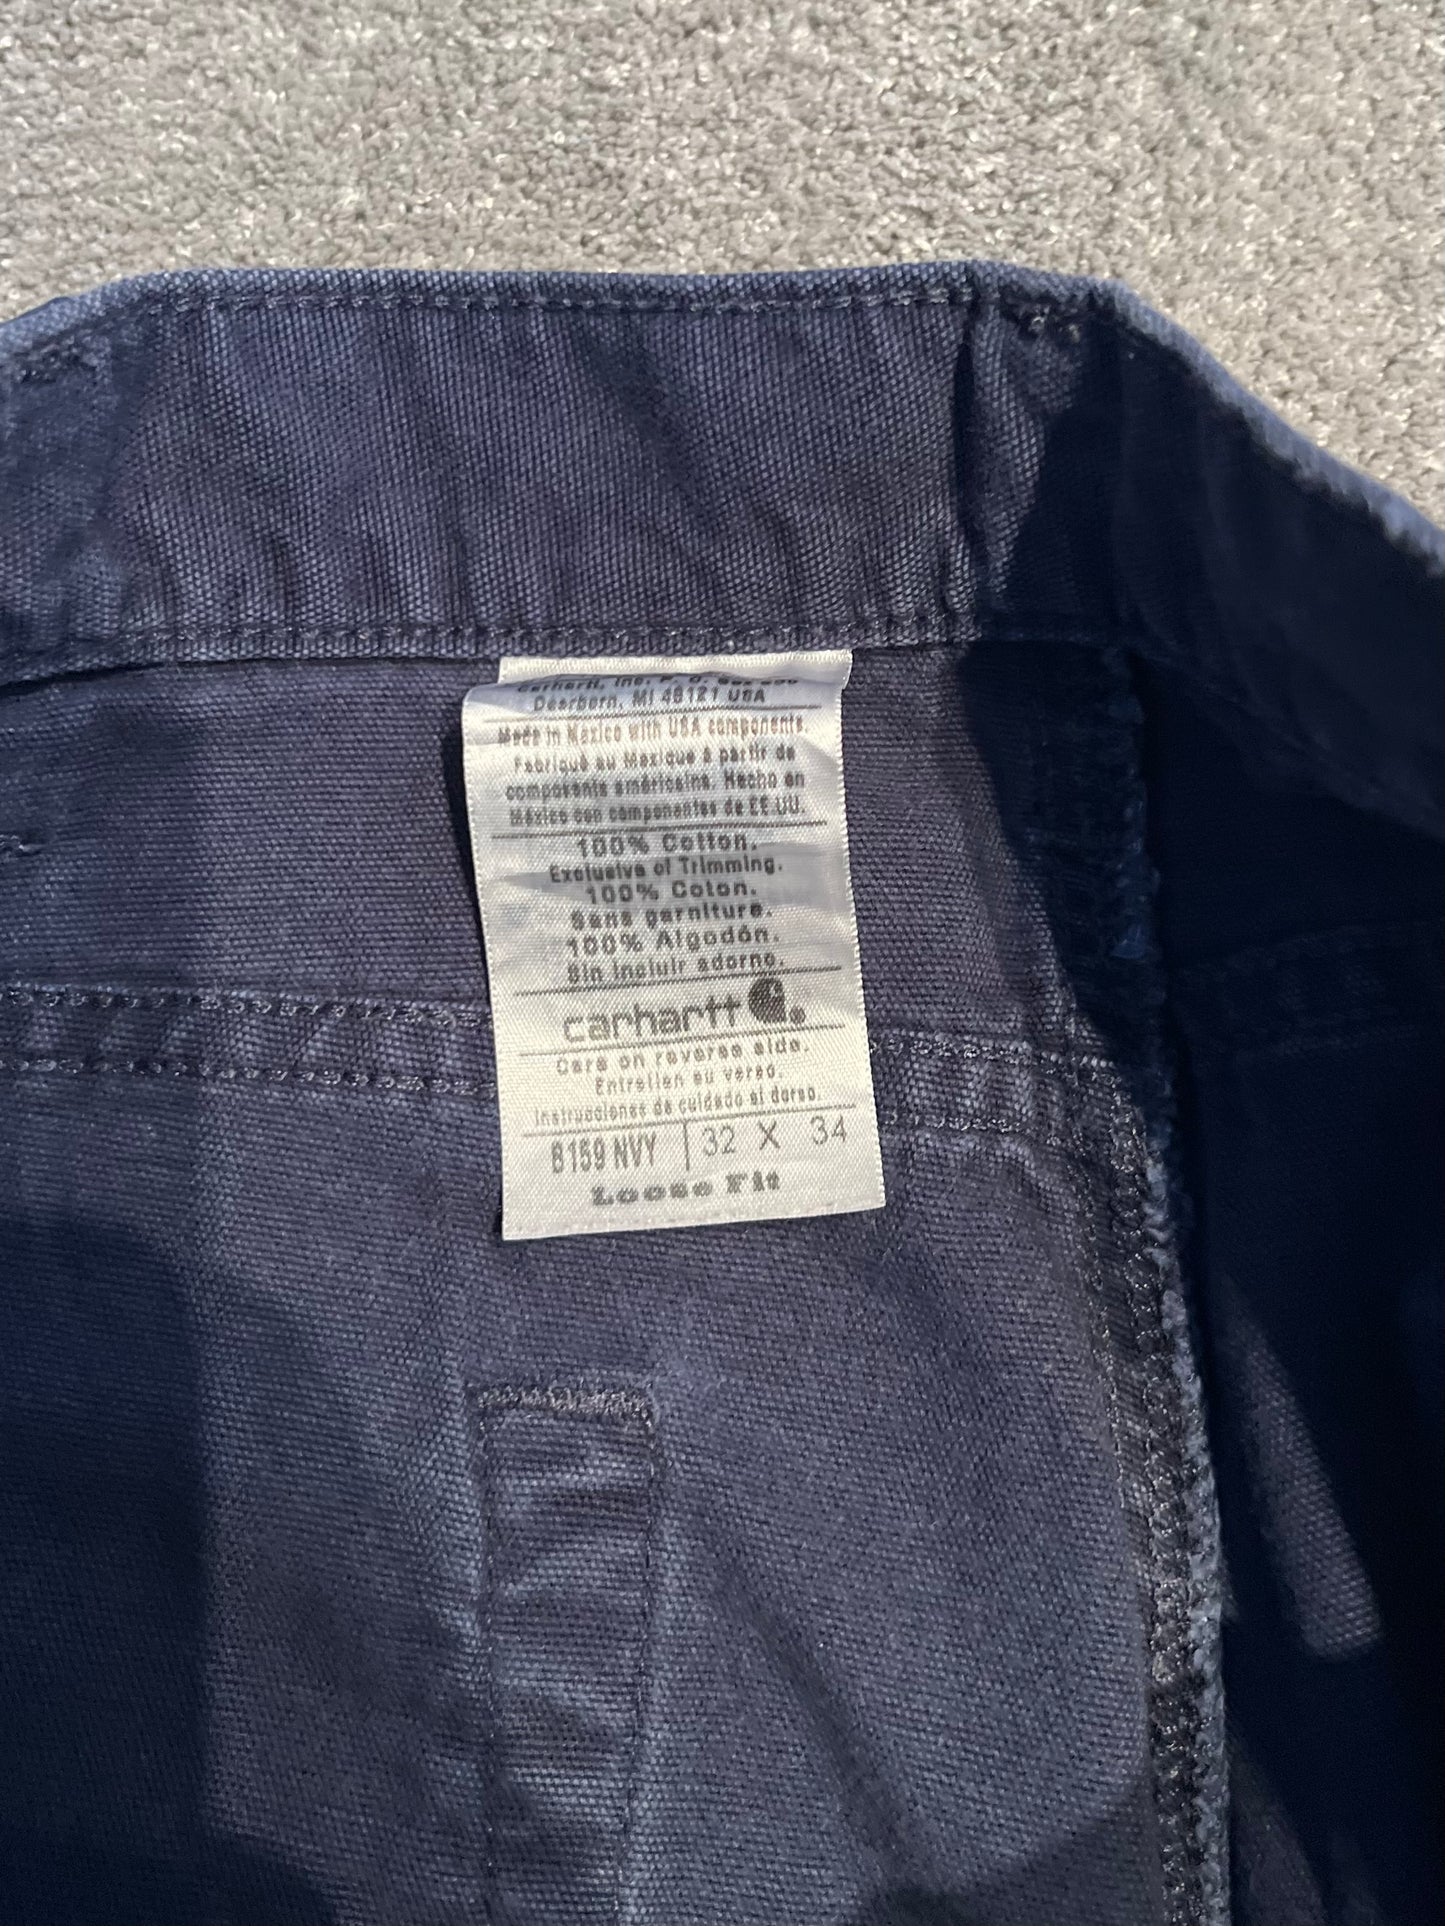 Carhartt, Inc. P.O. Box
Dearborn, MI 48121 USA
Made in Mexico with USA components.
Fabriqué au Mexique à partir de
composants américains. Hecho en
México con componentes de EE.UU.
100% Cotton.
Exclusive of Trimming.
100% Coton.
Sans garniture.
100% Algodón.
Sin incluir adorno.
carhartt
Care on reverse side.
Entretien au verso.
Instrucciones de cuidado al dorso.
B159 NVY 32 X 34
Loose Fit